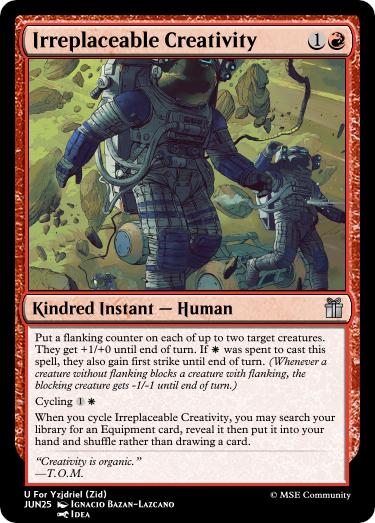 Irreplaceable Creativity 1
Kindred Instant — Human
Put a flanking counter on each of up to two target creatures.
They get +1/+0 until end of turn. If was spent to cast this
spell, they also gain first strike until end of turn. (Whenever a
creature without flanking blocks a creature with flanking, the
blocking creature gets -1/-1 until end of turn.)
Cycling 1
When you cycle Irreplaceable Creativity, you may search your
library for an Equipment card, reveal it then put it into your
hand and shuffle rather than drawing a card.
“Creativity is organic.”
—T.O.M.
U For Yzjdriel (Zid)
JUN25 Ignacio Bazan-Lazcano © MSE Community
Idea